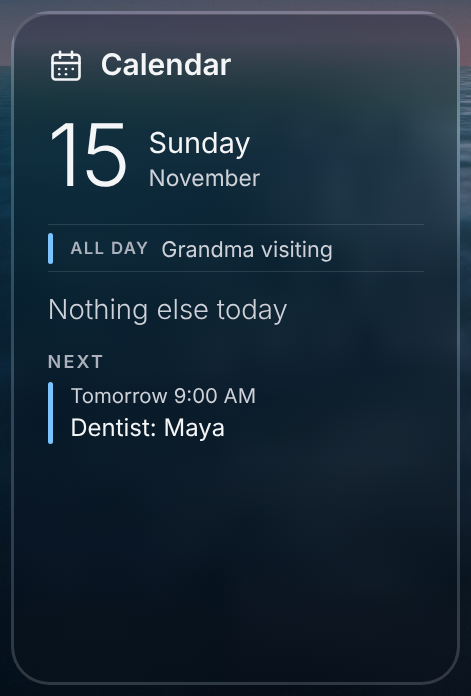 Calendar
15
Sunday
November
ALL DAY Grandma visiting
Nothing else today
NEXT
Tomorrow 9:00 AM
Dentist: Maya